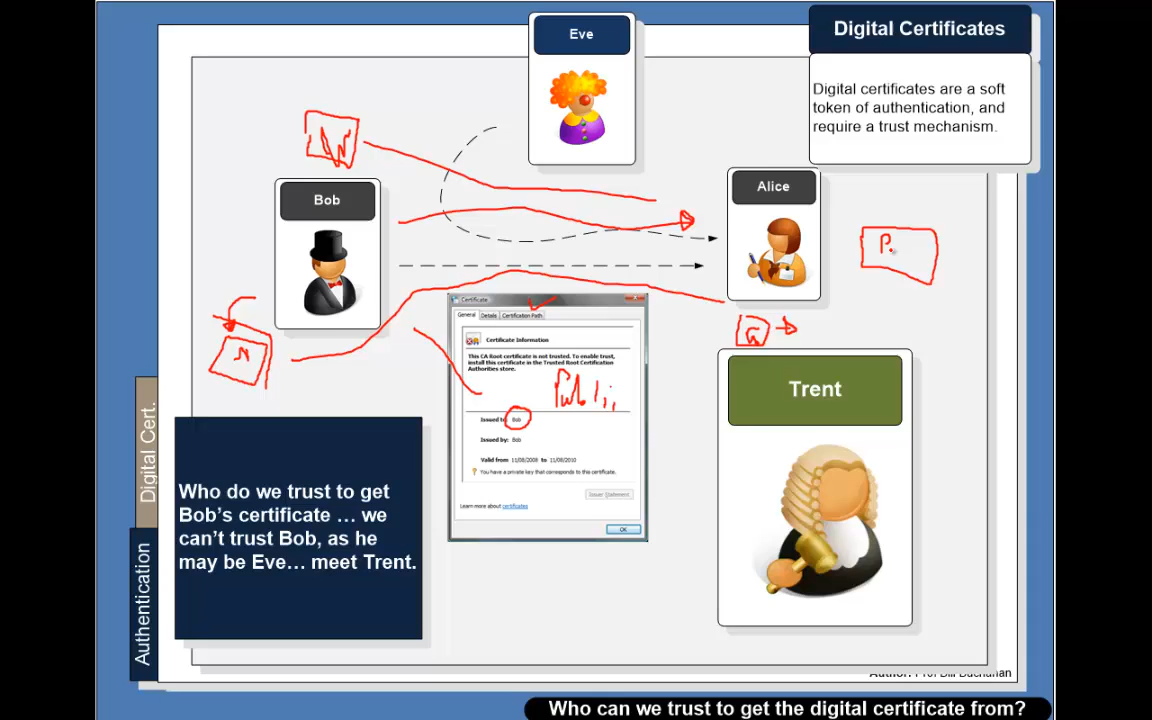 Eve
Digital Certificates
Digital certificates are a soft
token of authentication, and
require a trust mechanism.
Bob
Alice
Certificate
General
Details
Certification Path
Certificate Information
This CA Root certificate is not trusted. To enable trust,
install this certificate in the Trusted Root Certification
Authorities store.
Issued to: Bob
Issued by: Bob
Valid from 11/08/2009 to 11/08/2010
You have a private key that corresponds to this certificate.
Issuer Statement
Learn more about certificates
OK
Trent
Digital Cert.
Authentication
Who do we trust to get
Bob's certificate ... we
can't trust Bob, as he
may be Eve... meet Trent.
Author: Prof Bill Buchanan
Who can we trust to get the digital certificate from?